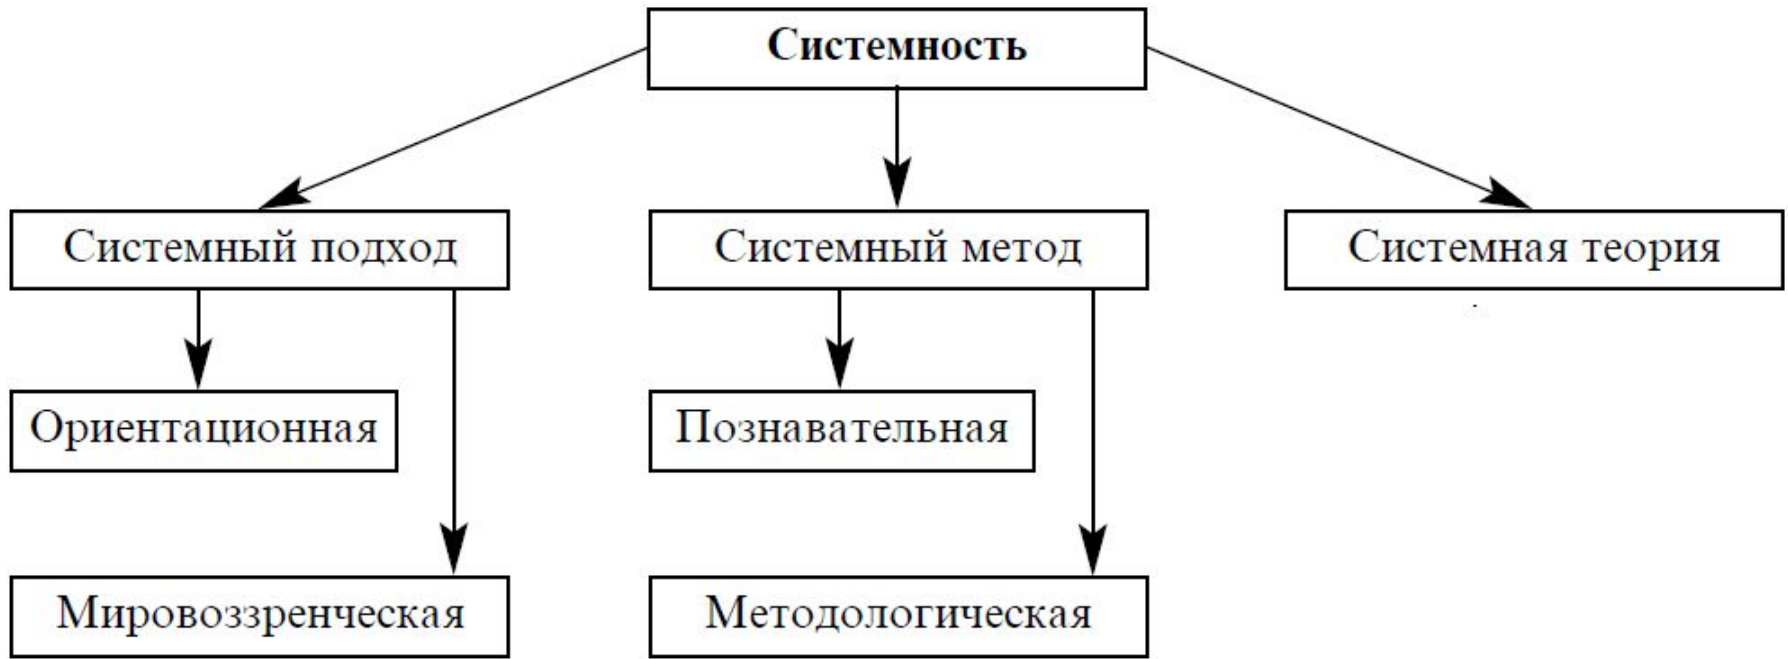 Системность
Системный подход
Системный метод
Системная теория
Ориентационная
Познавательная
Мировоззренческая
Методологическая